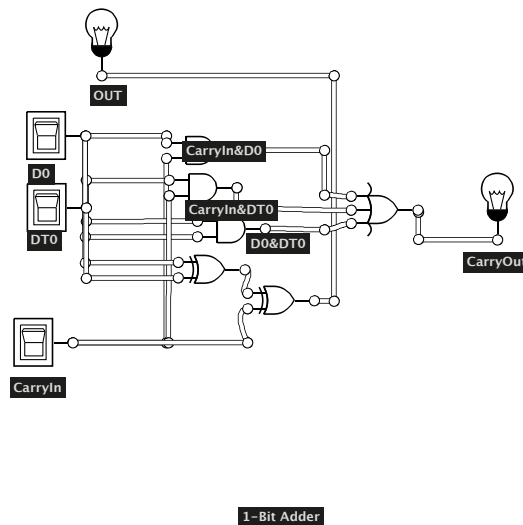 OUT
CarryIn&D0
D0
CarryIn&DT0
DT0
D0&DT0
CarryOut
CarryIn
1-Bit Adder